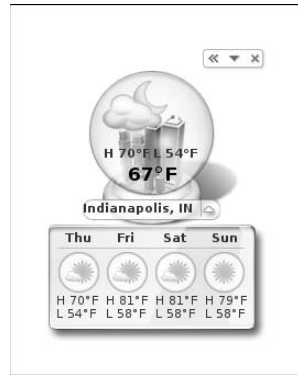 H 70°F L 54°F
67°F
Indianapolis, IN
Thu Fri Sat Sun
H 70°F H 81°F H 81°F H 79°F
L 54°F L 58°F L 58°F L 58°F